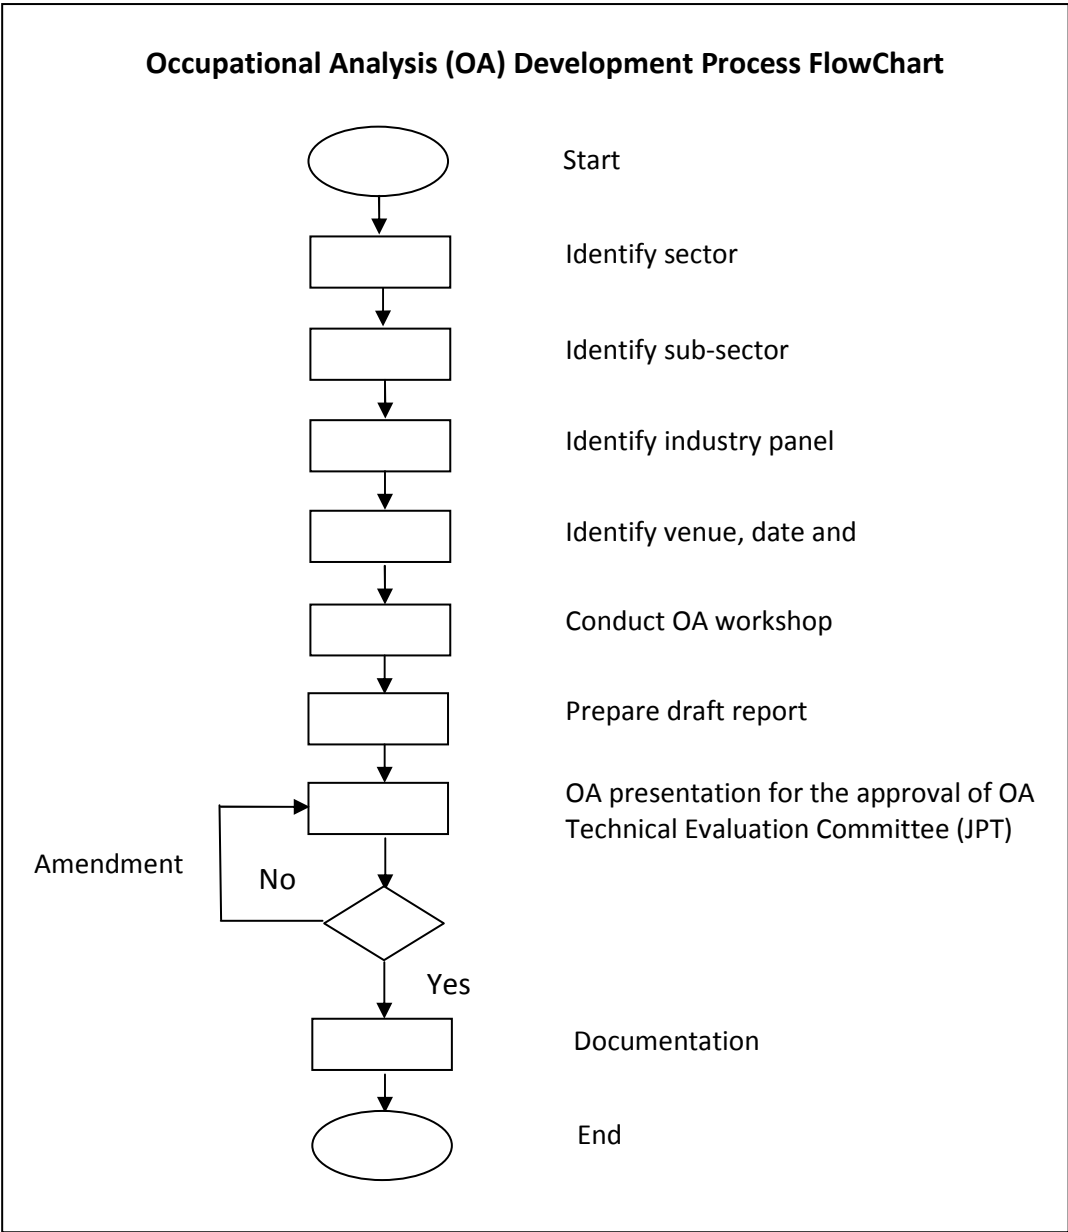 Occupational Analysis (OA) Development Process FlowChart
Start
Identify sector
Identify sub-sector
Identify industry panel
Identify venue, date and
Conduct OA workshop
Prepare draft report
OA presentation for the approval of OA
Technical Evaluation Committee (JPT)
Amendment
No
Yes
Documentation
End